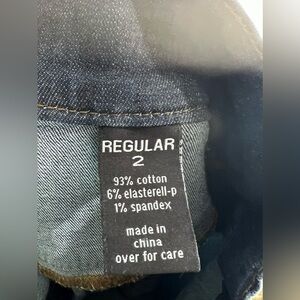 REGULAR
2
93% cotton
6% elasterell-p
1% spandex
made in
china
over for care